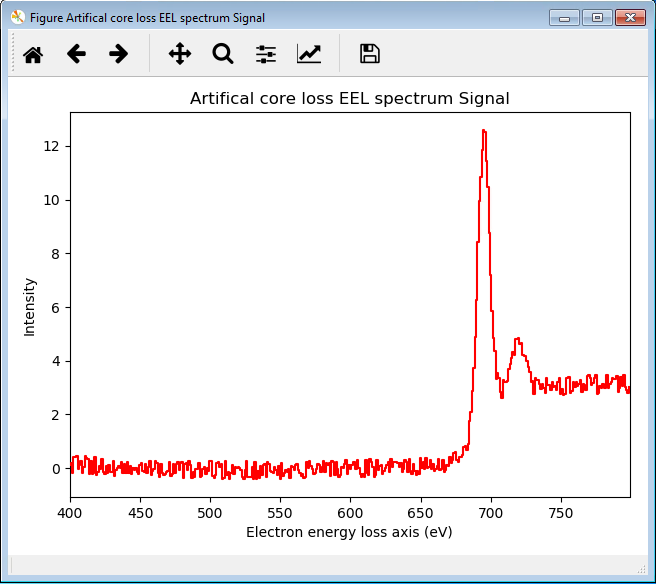 Figure Artifical core loss EEL spectrum Signal
Artifical core loss EEL spectrum Signal
12
10
8
6
4
2
0
Intensity
400 450 500 550 600 650 700 750
Electron energy loss axis (eV)